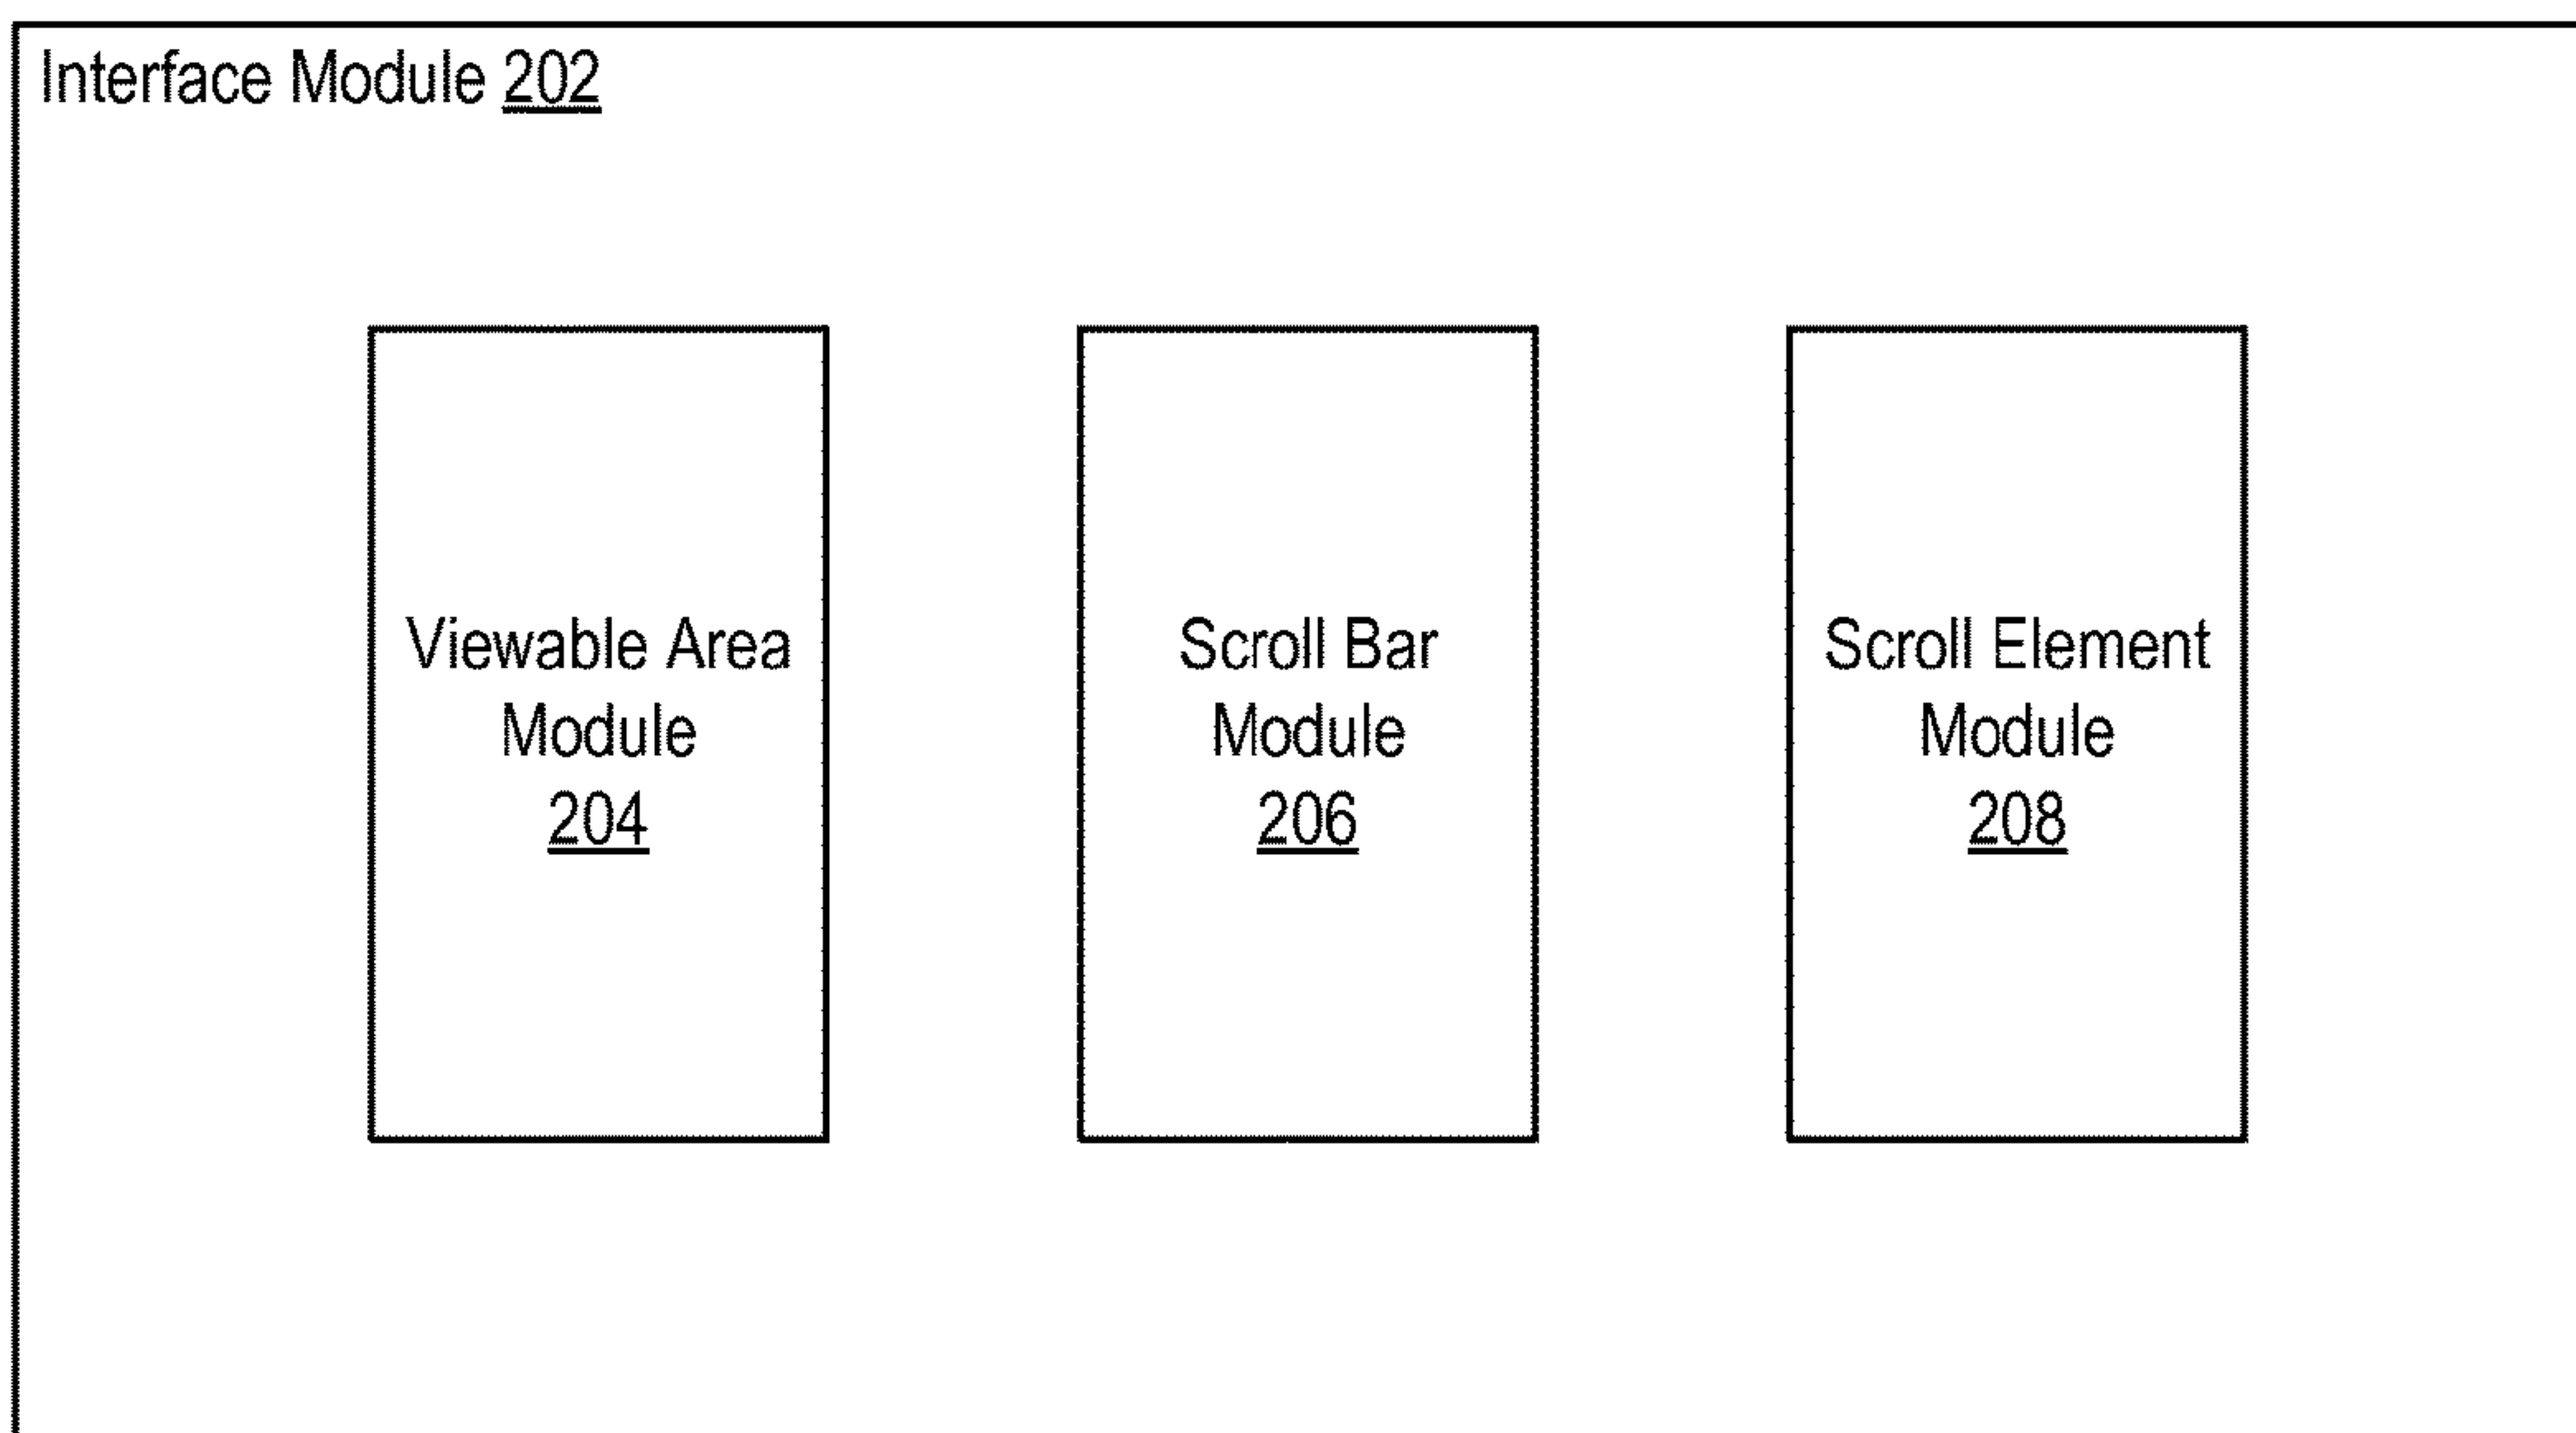 Interface Module 202
Viewable Area
Module
204
Scroll Bar
Module
206
Scroll Element
Module
208